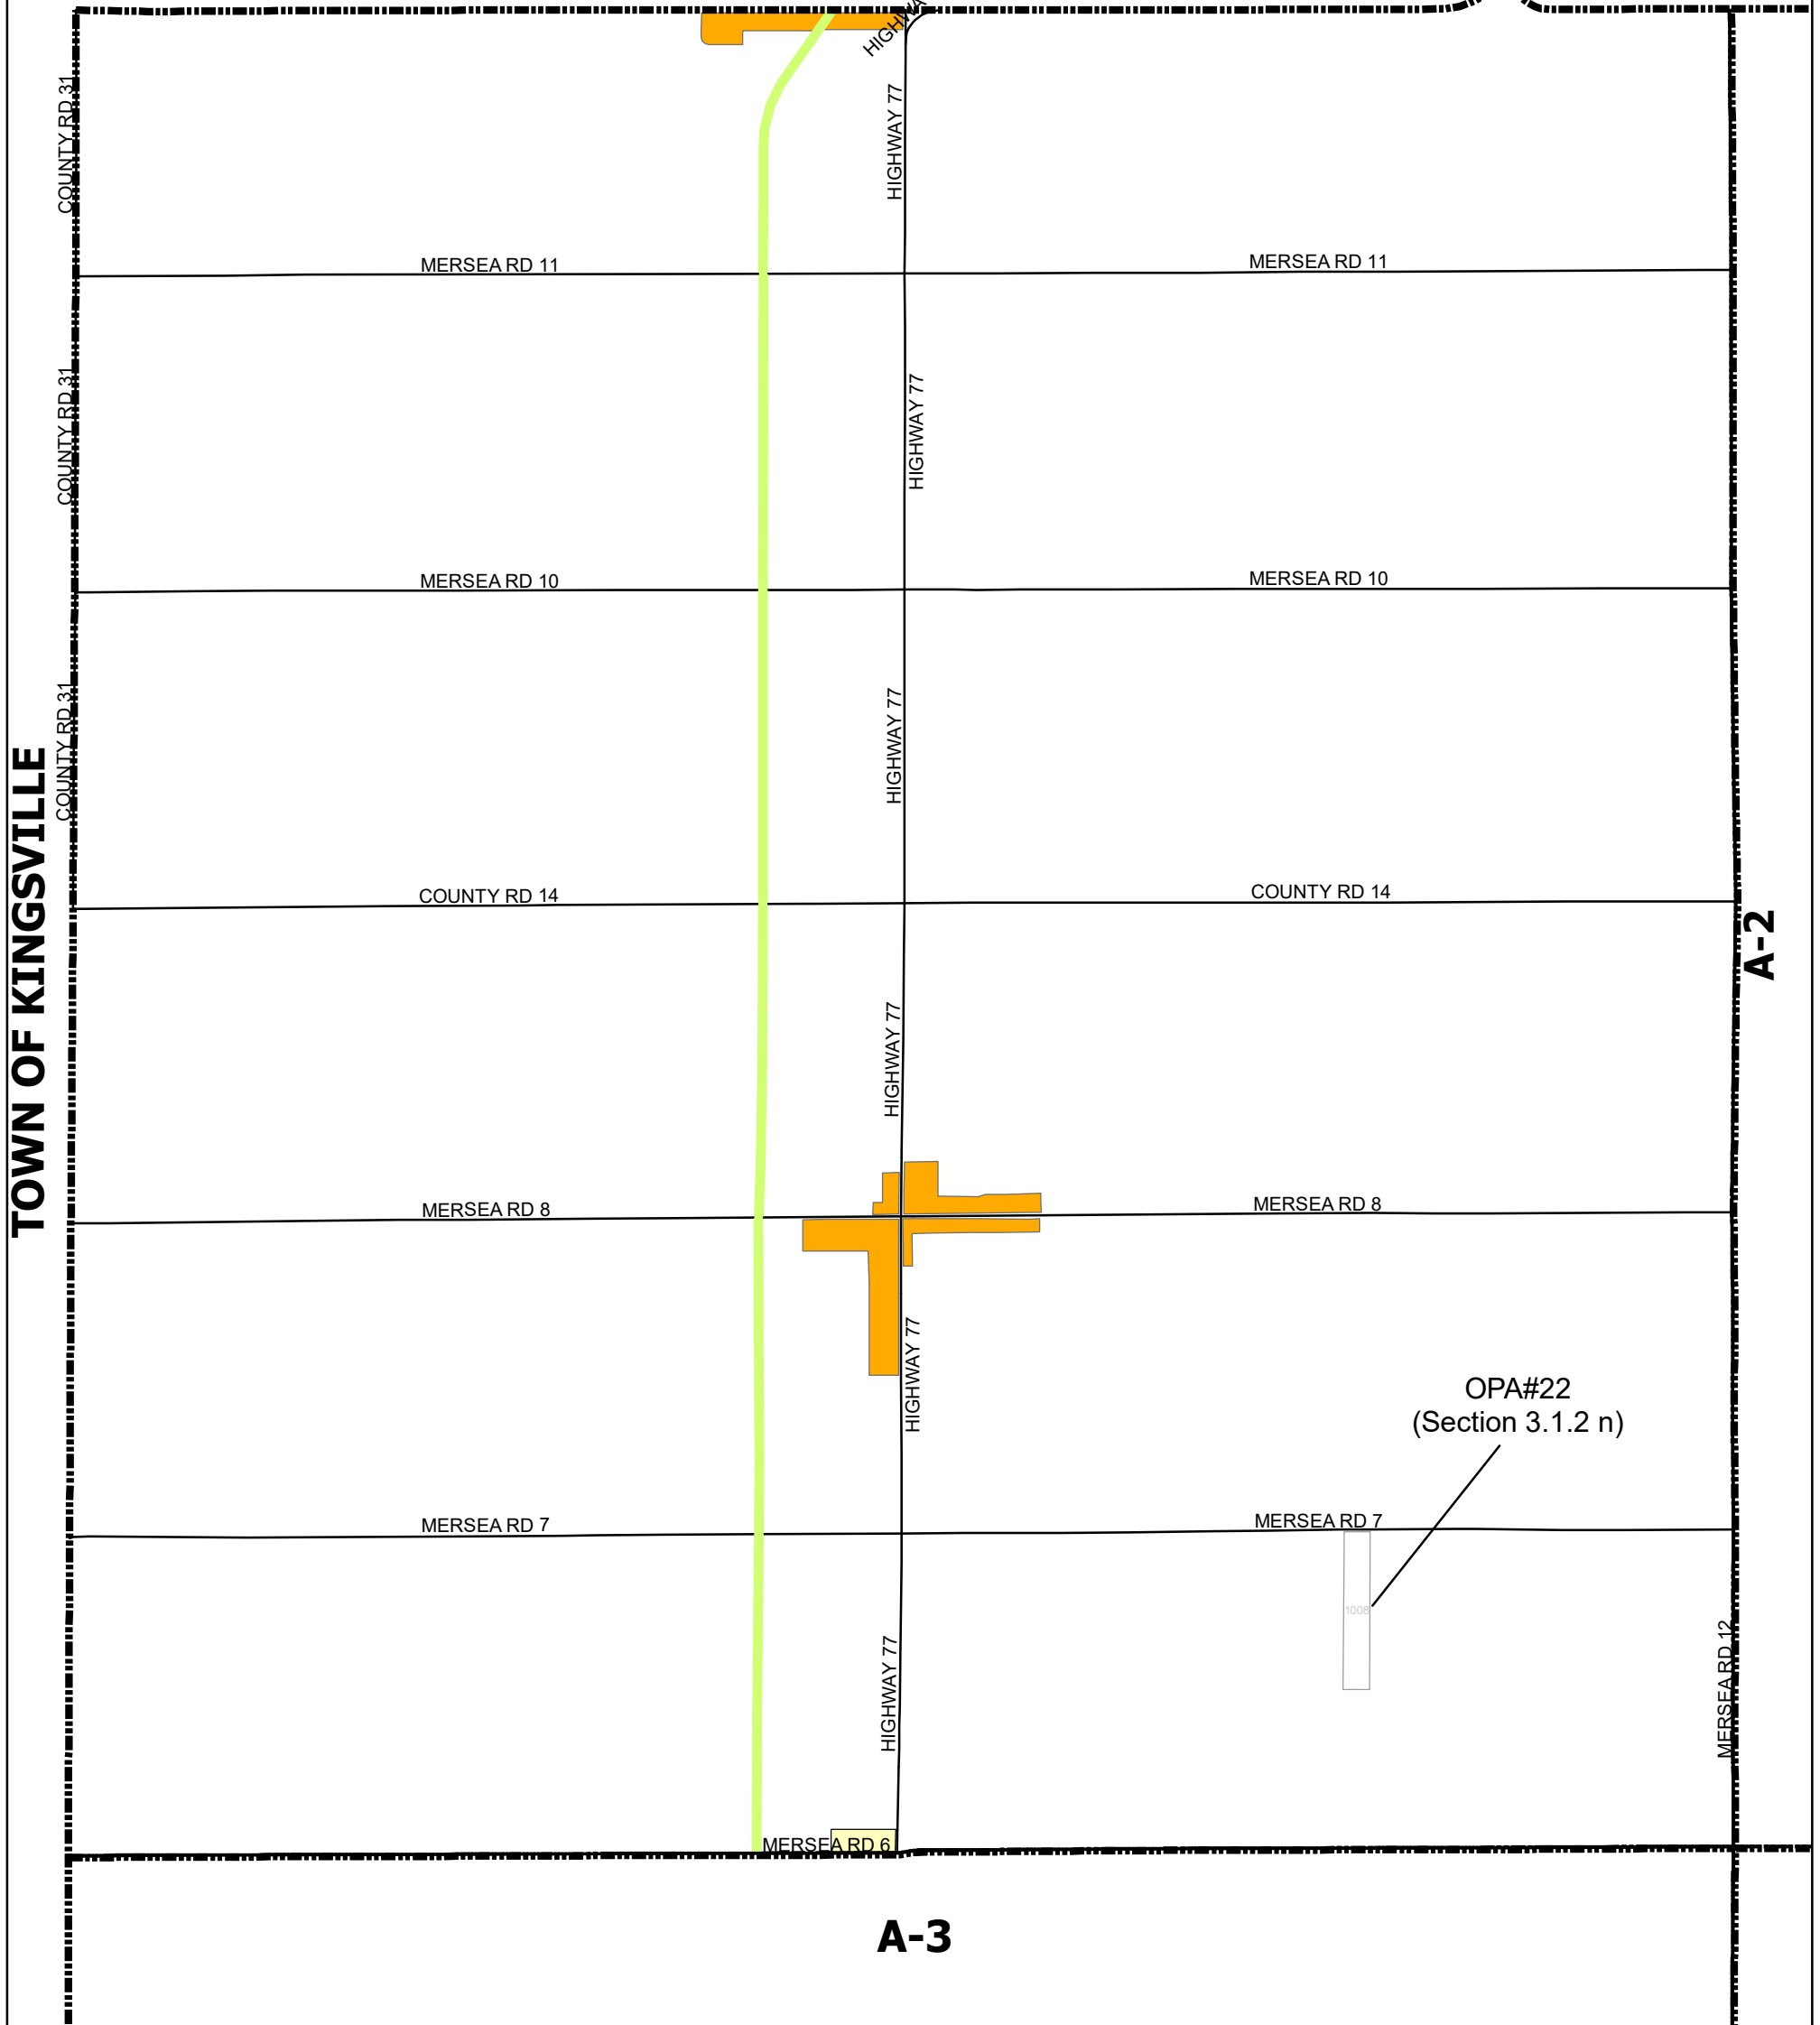 HIGHWA
COUNTY RD 31
HIGHWAY 77
MERSEA RD 11
MERSEA RD 11
COUNTY RD 31
HIGHWAY 77
MERSEA RD 10
MERSEA RD 10
COUNTY RD 31
HIGHWAY 77
TOWN OF KINGSVILLE
COUNTY RD 14
COUNTY RD 14
A-2
HIGHWAY 77
MERSEA RD 8
MERSEA RD 8
HIGHWAY 77
OPA#22
(Section 3.1.2 n)
MERSEA RD 7
MERSEA RD 7
1008
HIGHWAY 77
MERSEA RD 12
MERSEA RD 6
A-3